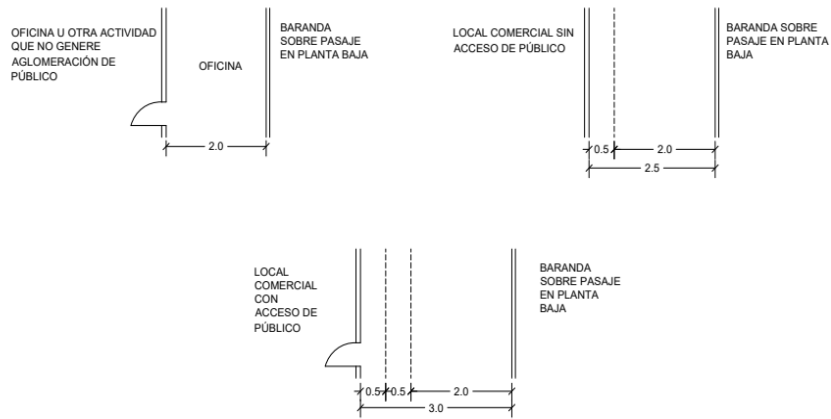 OFICINA U OTRA ACTIVIDAD
QUE NO GENERE
AGLOMERACIÓN DE
PÚBLICO
OFICINA
BARANDA
SOBRE PASAJE
EN PLANTA BAJA
2.0
LOCAL COMERCIAL SIN
ACCESO DE PÚBLICO
BARANDA SOBRE
PASAJE EN PLANTA
BAJA
0.5
2.0
2.5
LOCAL
COMERCIAL
CON
ACCESO DE
PÚBLICO
BARANDA
SOBRE PASAJE
EN PLANTA
BAJA
0.5
0.5
2.0
3.0